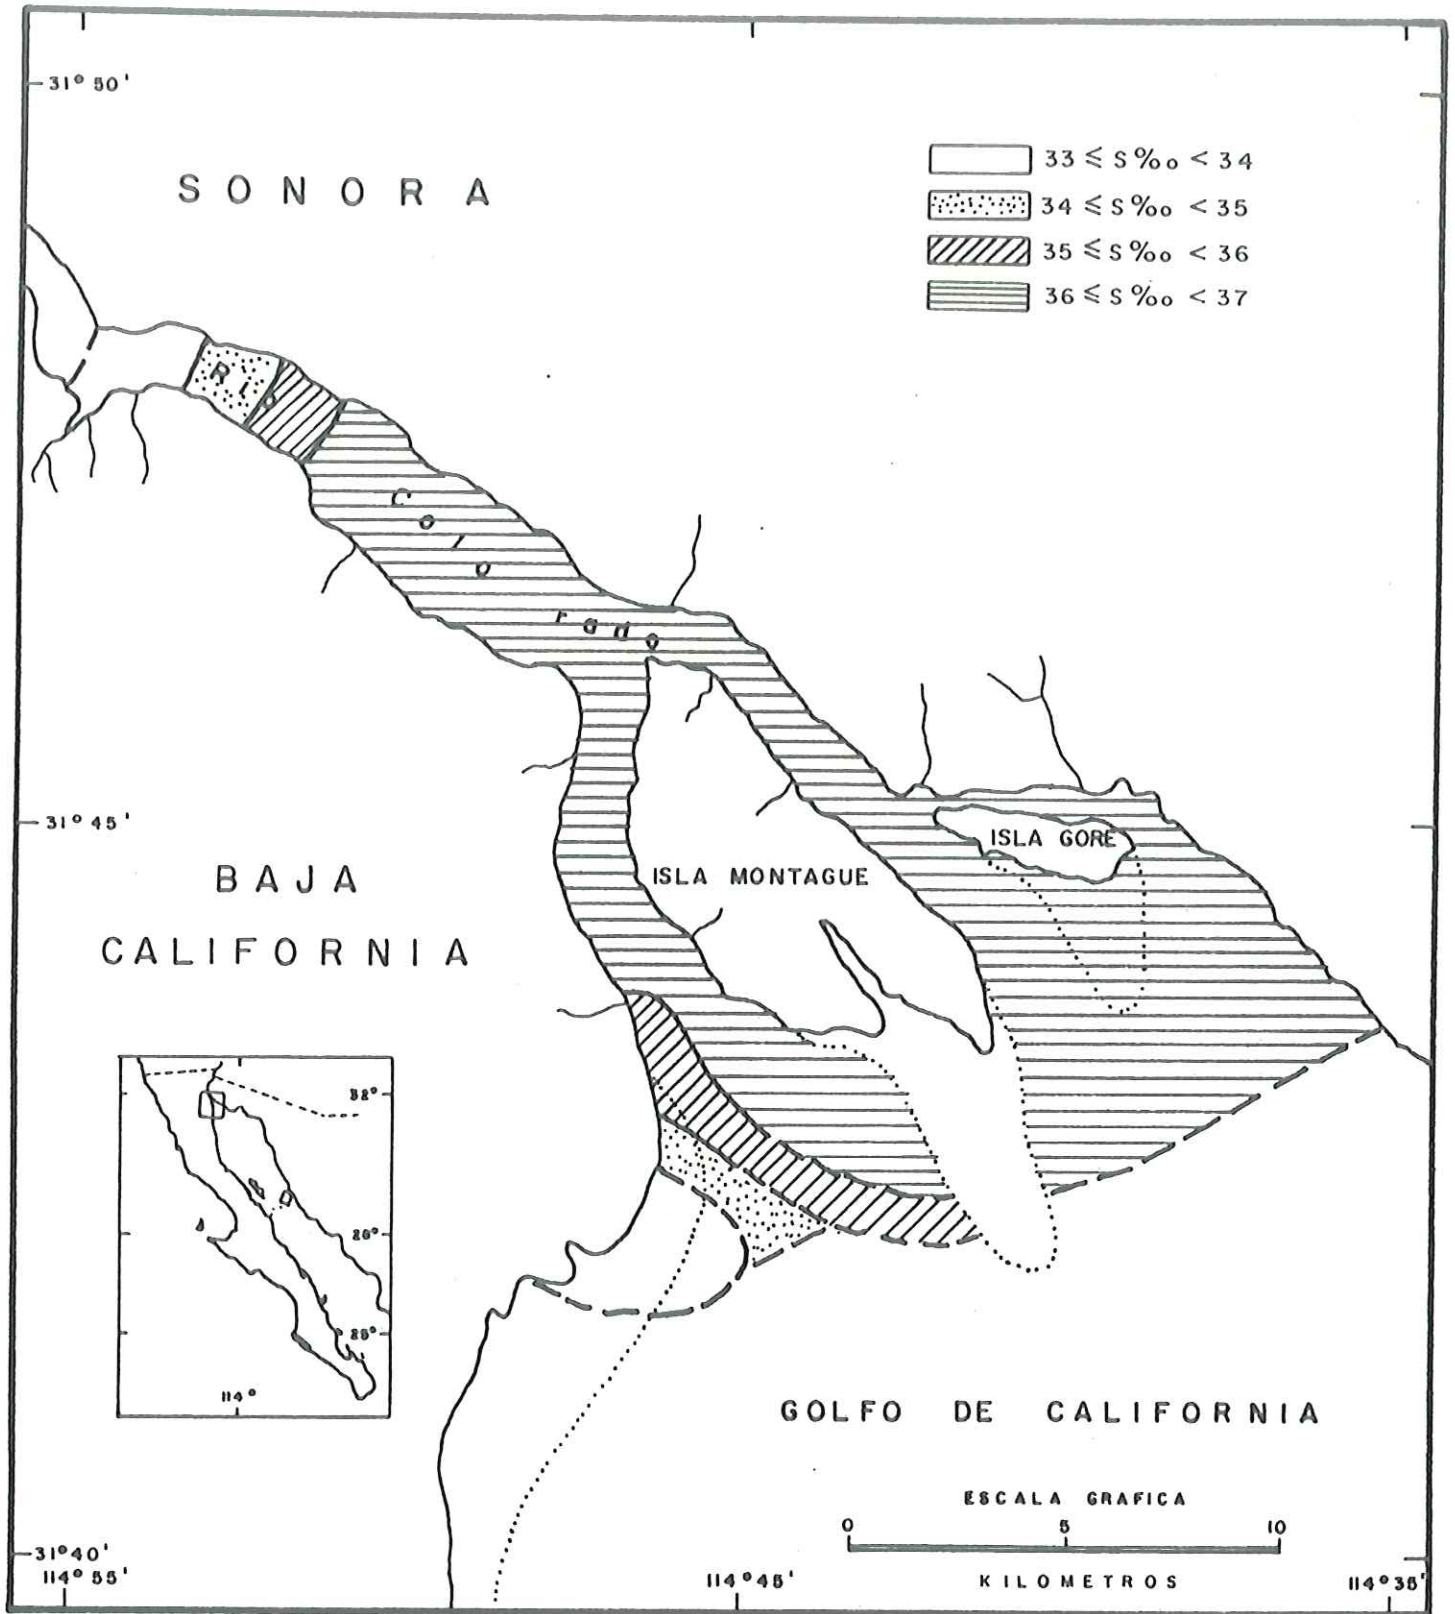 31° 50'
SONORA
33 ≤ S‰ < 34
34 ≤ S‰ < 35
35 ≤ S‰ < 36
36 ≤ S‰ < 37
Río
Colorado
31° 45'
ISLA GORE
ISLA MONTAGUE
BAJA
CALIFORNIA
32°
114°
GOLFO DE CALIFORNIA
ESCALA GRAFICA
0 5 10
KILOMETROS
31° 40'
114° 55' 114° 45' 114° 35'